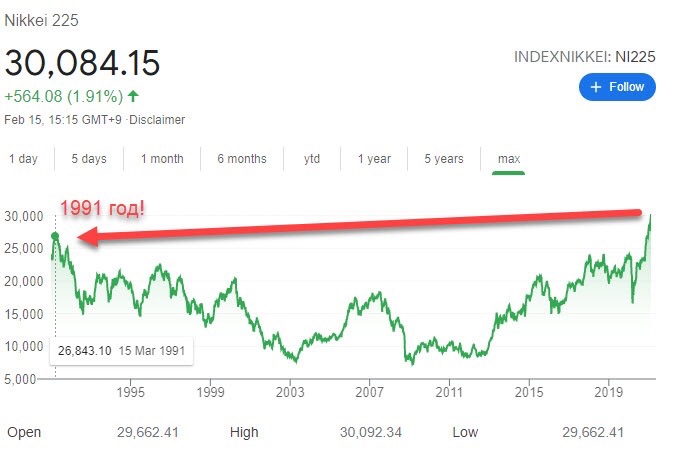 Nikkei 225
30,084.15
INDEXNIKKEI: NI225
+564.08 (1.91%) ↑
+ Follow
Feb 15, 15:15 GMT+9 ·Disclaimer
1 day 5 days 1 month 6 months ytd 1 year 5 years max
1991 год!
30,000
25,000
20,000
15,000
10,000
26,843.10 15 Mar 1991
5,000
1995 1999 2003 2007 2011 2015 2019
Open 29,662.41 High 30,092.34 Low 29,662.41